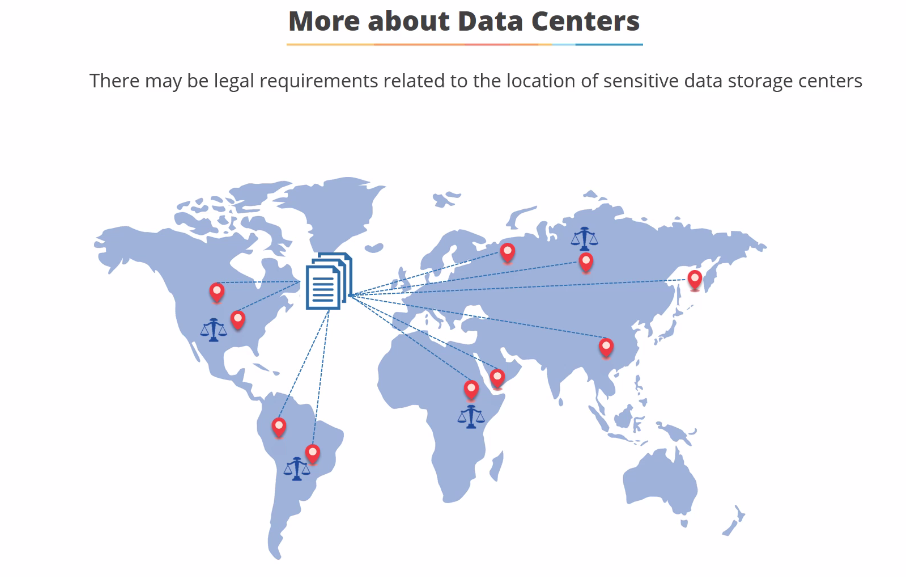 More about Data Centers
There may be legal requirements related to the location of sensitive data storage centers